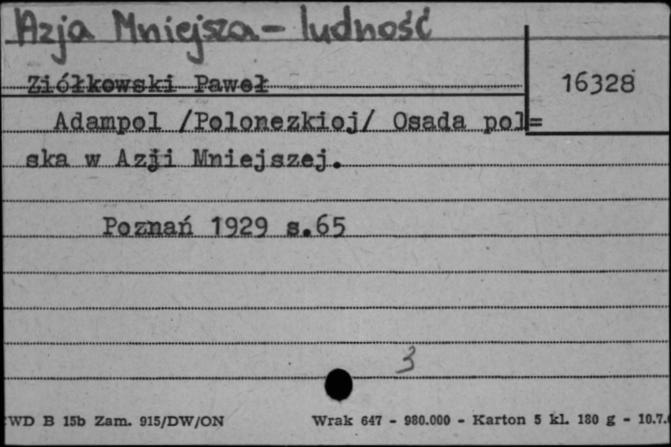 Azja Mniejsza - ludność
Ziółkowski Paweł
16328
Adampol /Polonezkioj/ Osada pol=
ska w Azji Mniejszej.
Poznań 1929 s.65
3
WD B 15b Zam. 915/DW/ON
Wrak 647 - 980.000 - Karton 5 kl. 180 g - 10.7.